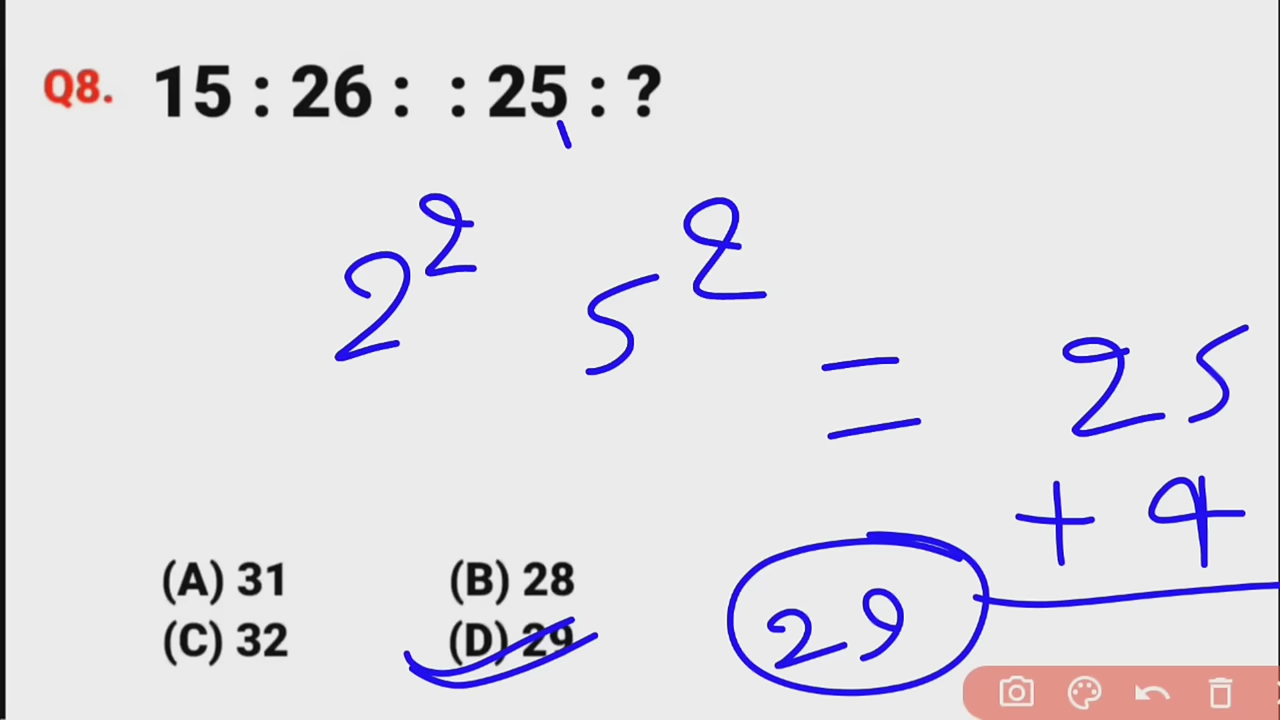 Q8. 15 : 26 : : 25 : ?
2² 5² = 25
+ 4
29
(A) 31 (B) 28
(C) 32 (D) 29